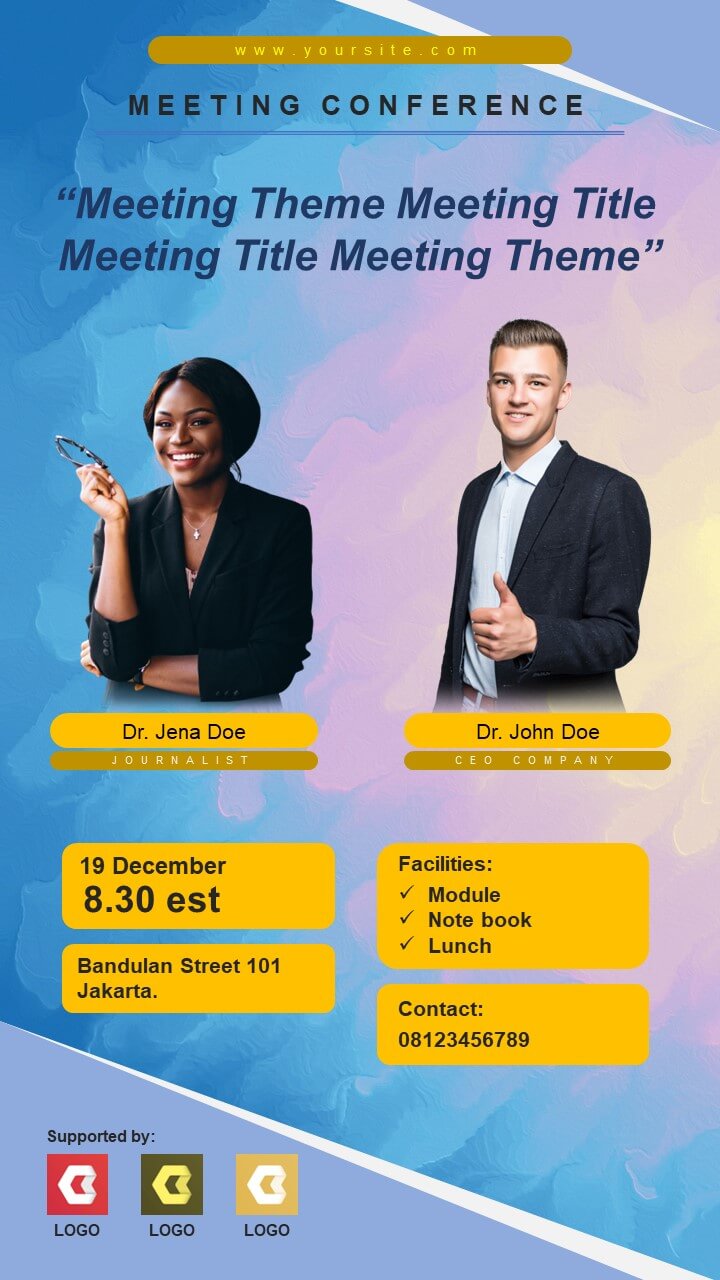 www.yoursite.com
MEETING CONFERENCE
“Meeting Theme Meeting Title
Meeting Title Meeting Theme”
Dr. Jena Doe
JOURNALIST
Dr. John Doe
CEO COMPANY
19 December
8.30 est
Bandulan Street 101
Jakarta.
Facilities:
✓ Module
✓ Note book
✓ Lunch
Contact:
08123456789
Supported by:
LOGO
LOGO
LOGO